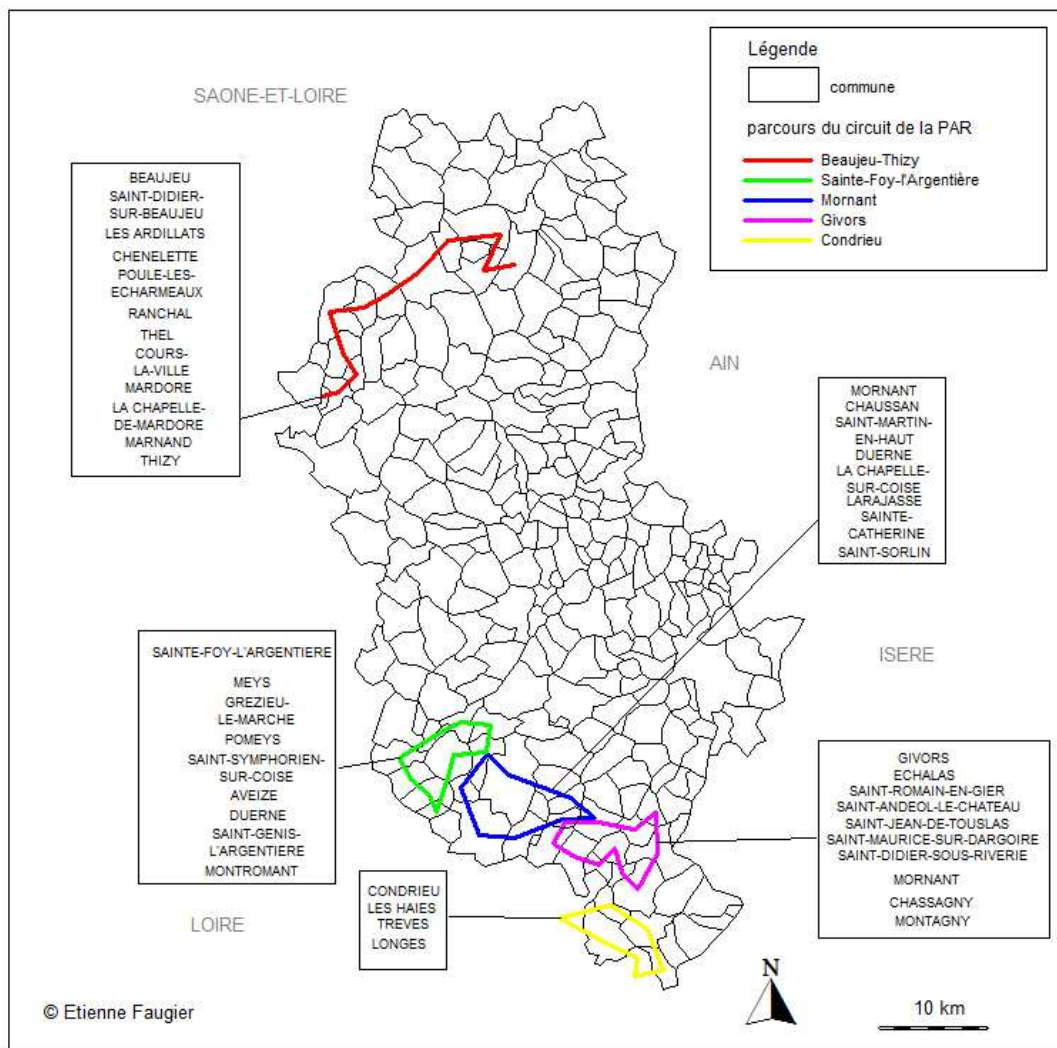 SAONE-ET-LOIRE
Légende
commune
parcours du circuit de la PAR
Beaujeu-Thizy
Sainte-Foy-l'Argentière
Mornant
Givors
Condrieu
BEAUJEU
SAINT-DIDIER-
SUR-BEAUJEU
LES ARDILLATS
CHENELETTE
POULE-LES-
ECHARMEAUX
RANCHAL
THEL
COURS-
LA-VILLE
MARDORE
LA CHAPELLE-
DE-MARDORE
MARNAND
THIZY
AIN
MORNANT
CHAUSSAN
SAINT-MARTIN-
EN-HAUT
DUERNE
LA CHAPELLE-
SUR-COISE
LARAJASSE
SAINTE-
CATHERINE
SAINT-SORLIN
ISERE
SAINTE-FOY-L'ARGENTIERE
MEYS
GREZIEU-
LE-MARCHE
POMEYS
SAINT-SYMPHORIEN-
SUR-COISE
AVEIZE
DUERNE
SAINT-GENIS-
L'ARGENTIERE
MONTROMANT
GIVORS
ECHALAS
SAINT-ROMAIN-EN-GIER
SAINT-ANDEOL-LE-CHATEAU
SAINT-JEAN-DE-TOUSLAS
SAINT-MAURICE-SUR-DARGOIRE
SAINT-DIDIER-SOUS-RIVERIE
MORNANT
CHASSAGNY
MONTAGNY
CONDRIEU
LES HAIES
TREVES
LONGES
LOIRE
© Etienne Faugier
N
10 km